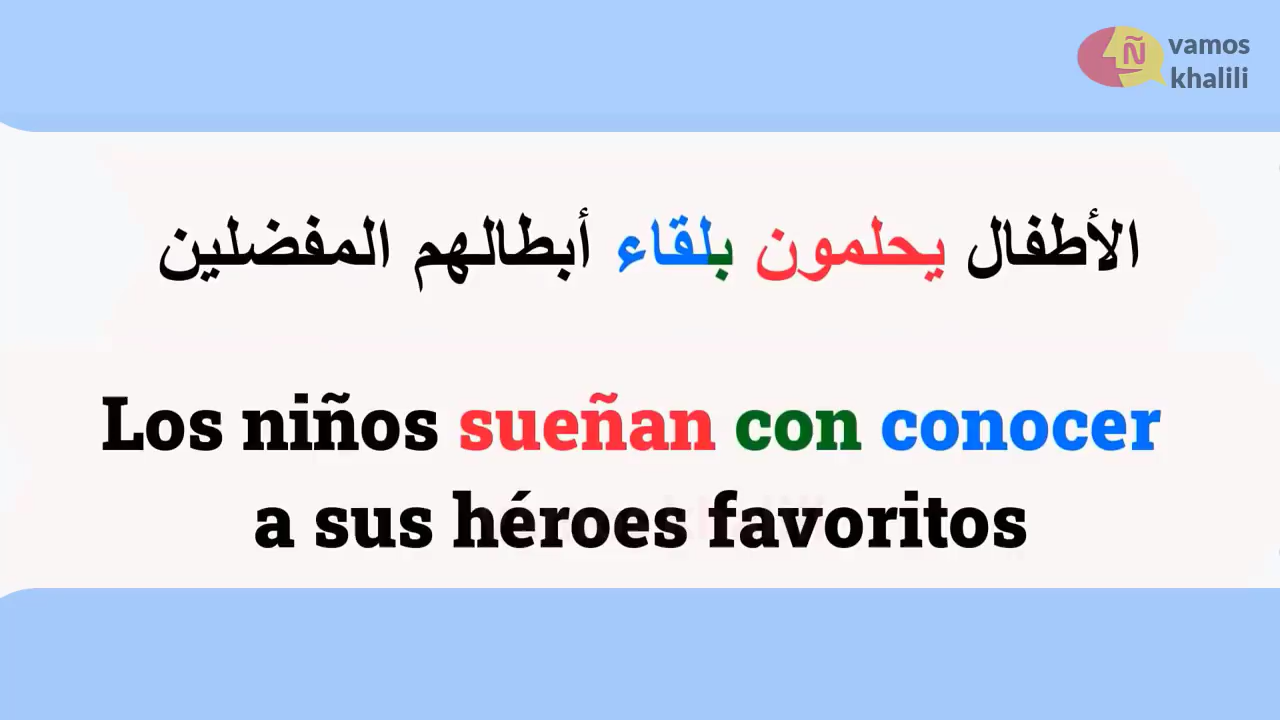 vamos
khalili
الأطفال يحلمون بلقاء أبطالهم المفضلين
Los niños sueñan con conocer
a sus héroes favoritos